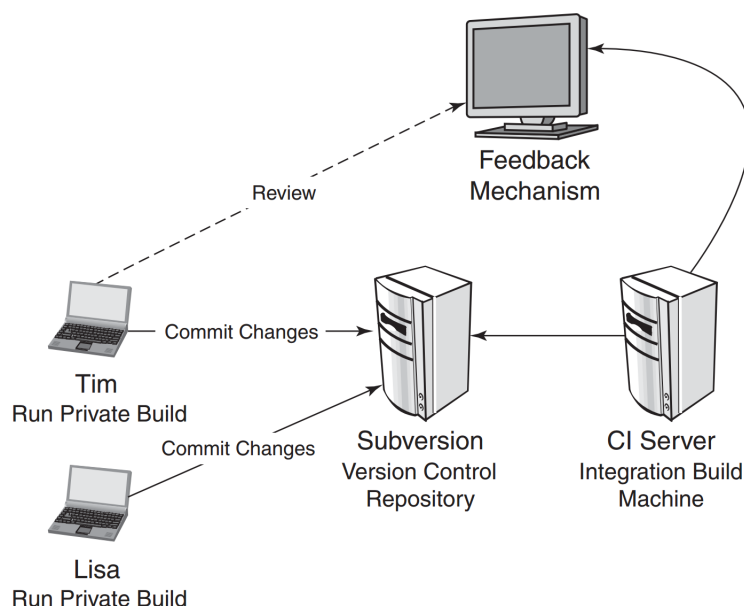 Feedback
Mechanism
Review
Commit Changes
Tim
Run Private Build
Commit Changes
Subversion
Version Control
Repository
CI Server
Integration Build
Machine
Lisa
Run Private Build